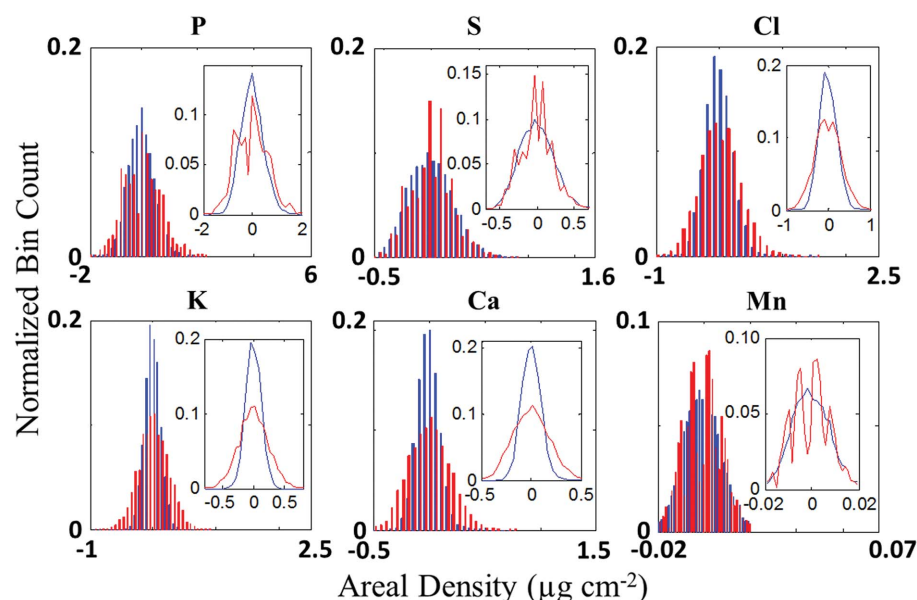 P S Cl
0.2 0.2 0.2
0.1 0.15 0.2
0.05 0.1 0.1
0 0.05 0
-2 0 2 0 -1 0 1
-0.5 0 0.5
0 0 0
-2 6 -0.5 1.6 -1 2.5
K Ca Mn
0.2 0.2 0.1
0.2 0.2 0.10
0.1 0.1 0.05
0 0 0
-0.5 0 0.5 -0.5 0 0.5 -0.02 0 0.02
0 0 0
-1 2.5 -0.5 1.5 -0.02 0.07
Normalized Bin Count
Areal Density (µg cm-2)